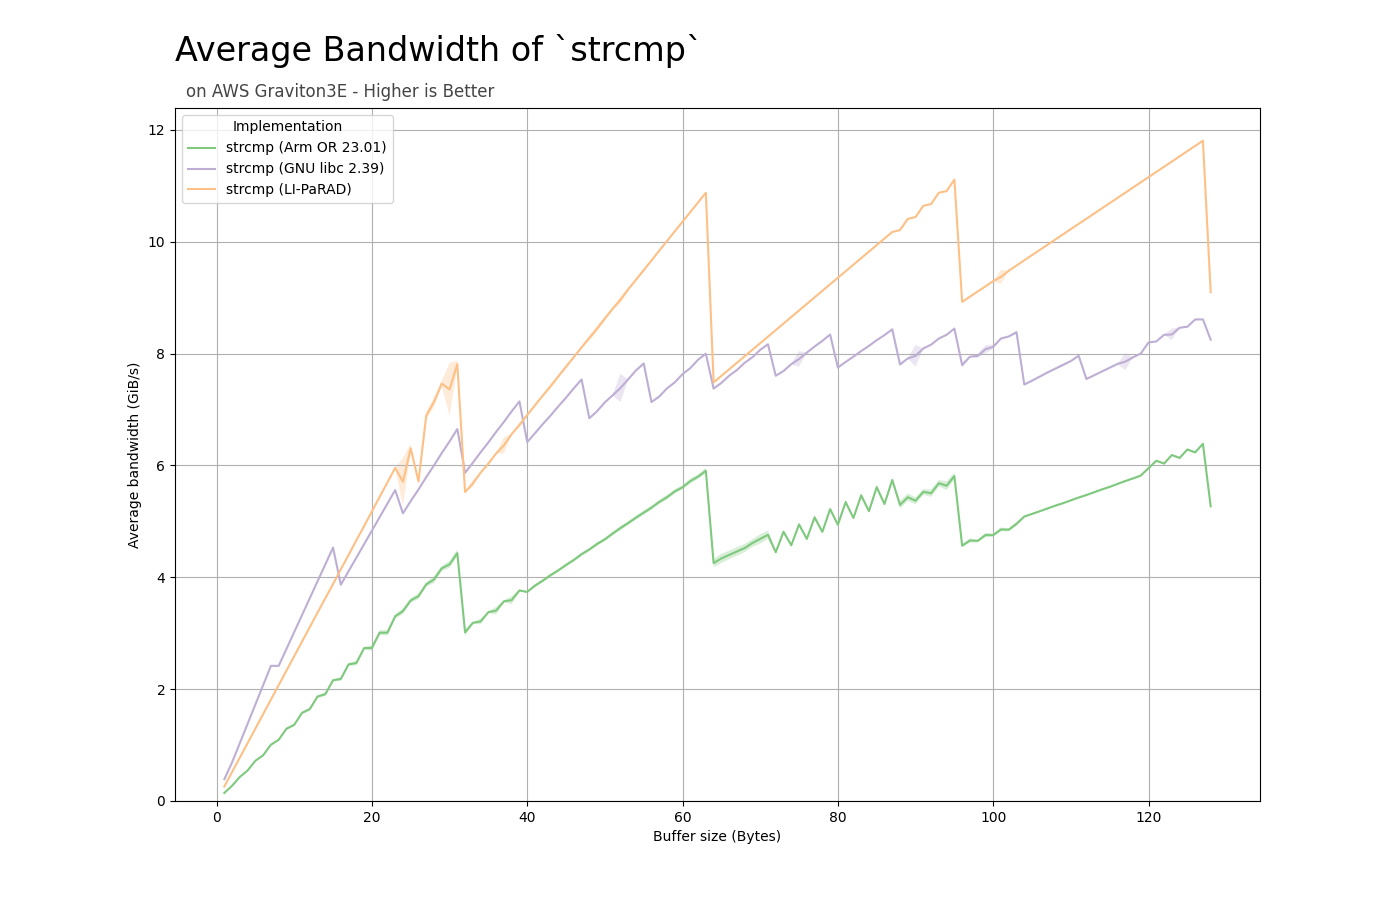 Average Bandwidth of `strcmp`
on AWS Graviton3E - Higher is Better
Implementation
strcmp (Arm OR 23.01)
strcmp (GNU libc 2.39)
strcmp (LI-PaRAD)
Average bandwidth (GiB/s)
12
10
8
6
4
2
0
0 20 40 60 80 100 120
Buffer size (Bytes)